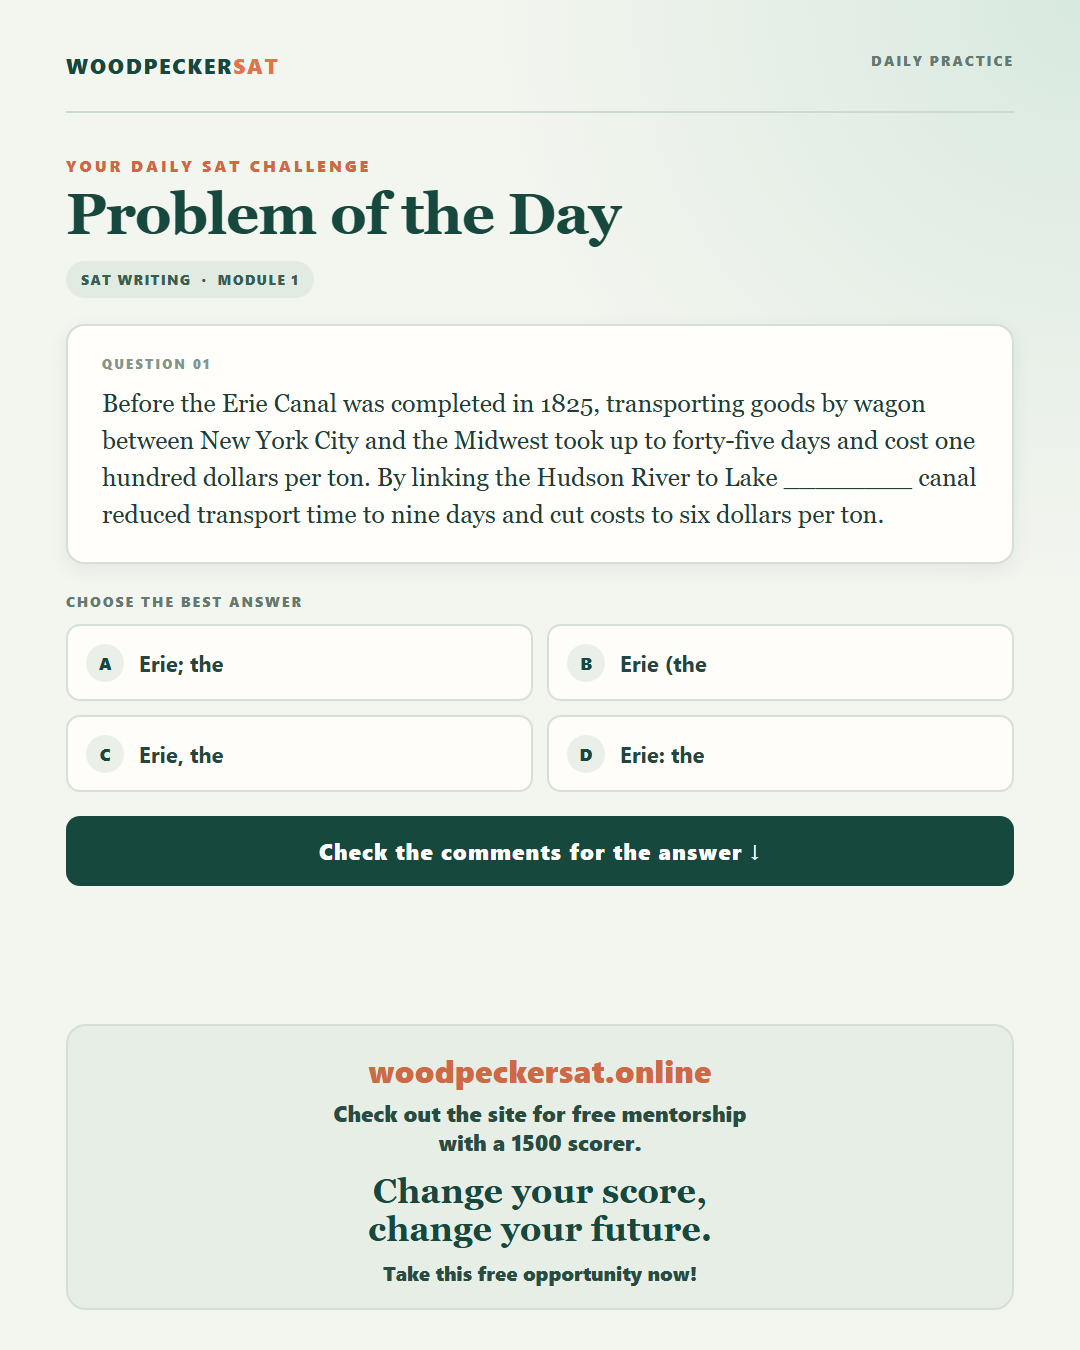 WOODPECKERSAT
DAILY PRACTICE
YOUR DAILY SAT CHALLENGE
Problem of the Day
SAT WRITING · MODULE 1
QUESTION 01
Before the Erie Canal was completed in 1825, transporting goods by wagon
between New York City and the Midwest took up to forty-five days and cost one
hundred dollars per ton. By linking the Hudson River to Lake __________ canal
reduced transport time to nine days and cut costs to six dollars per ton.
CHOOSE THE BEST ANSWER
A Erie; the
B Erie (the
C Erie, the
D Erie: the
Check the comments for the answer ↓
woodpeckersat.online
Check out the site for free mentorship
with a 1500 scorer.
Change your score,
change your future.
Take this free opportunity now!